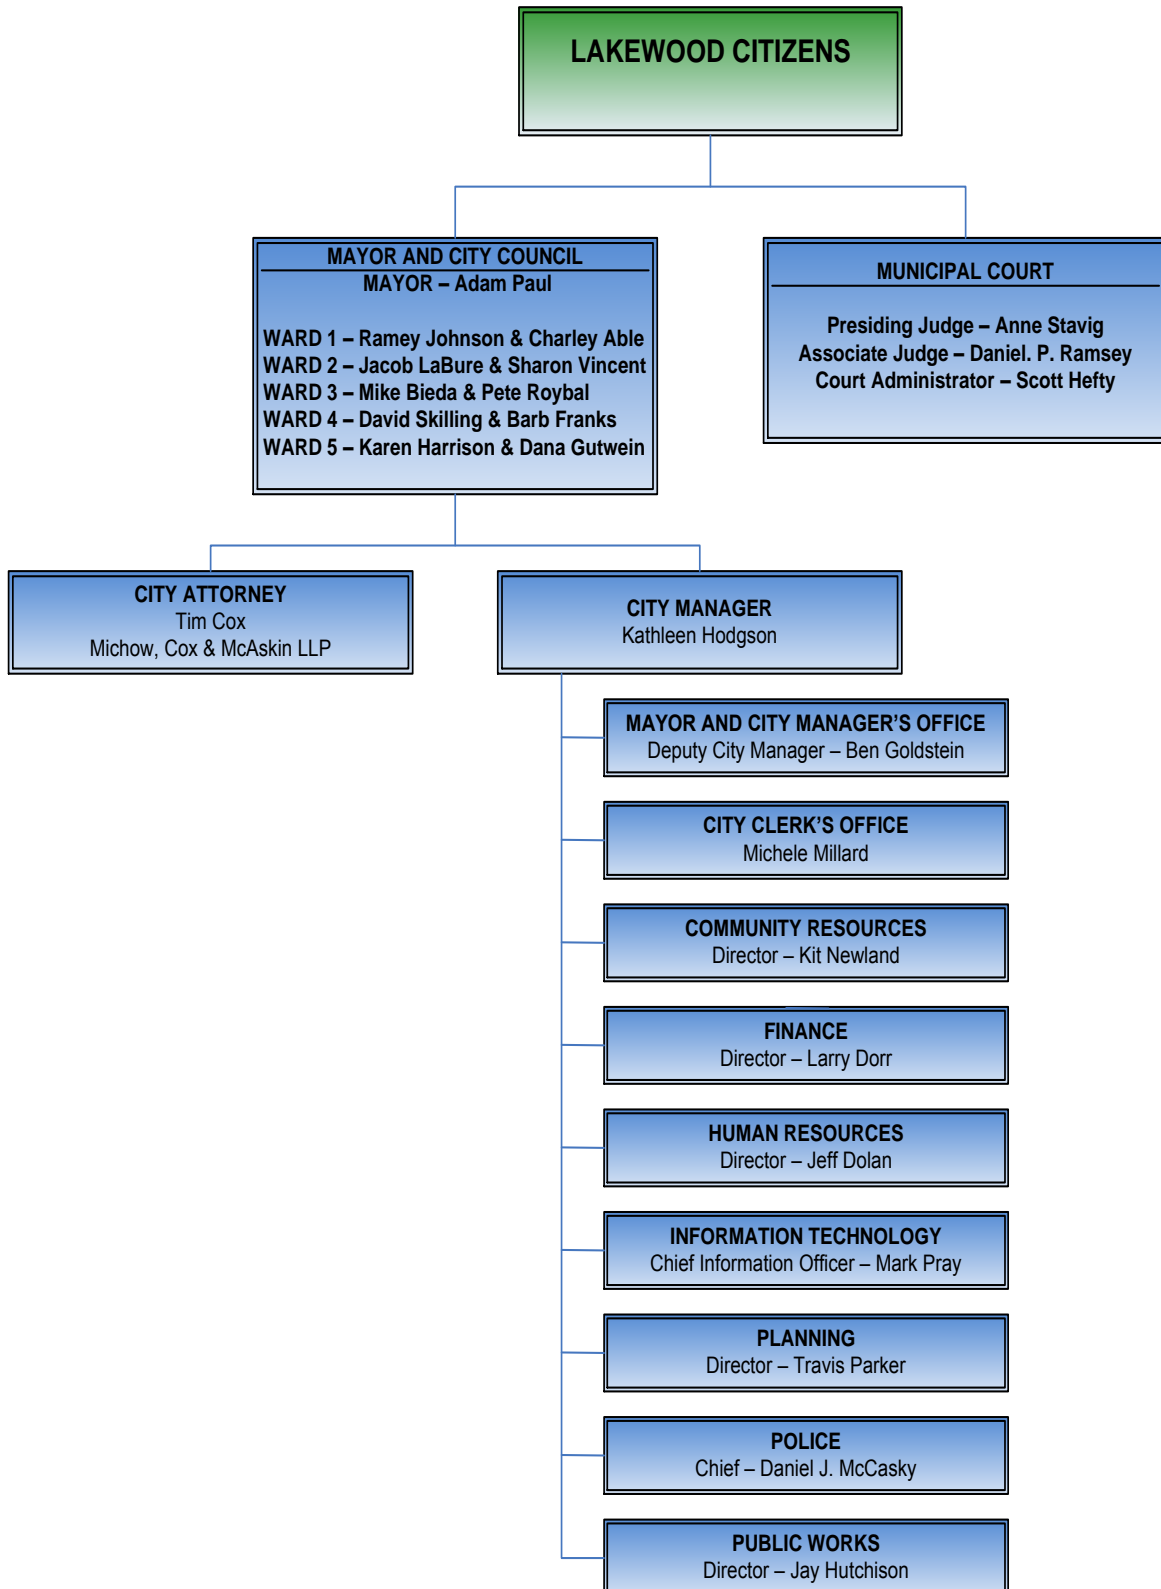 LAKEWOOD CITIZENS
MAYOR AND CITY COUNCIL
MAYOR – Adam Paul
WARD 1 – Ramey Johnson & Charley Able
WARD 2 – Jacob LaBure & Sharon Vincent
WARD 3 – Mike Bieda & Pete Roybal
WARD 4 – David Skilling & Barb Franks
WARD 5 – Karen Harrison & Dana Gutwein
MUNICIPAL COURT
Presiding Judge – Anne Stavig
Associate Judge – Daniel. P. Ramsey
Court Administrator – Scott Hefty
CITY ATTORNEY
Tim Cox
Michow, Cox & McAskin LLP
CITY MANAGER
Kathleen Hodgson
MAYOR AND CITY MANAGER’S OFFICE
Deputy City Manager – Ben Goldstein
CITY CLERK’S OFFICE
Michele Millard
COMMUNITY RESOURCES
Director – Kit Newland
FINANCE
Director – Larry Dorr
HUMAN RESOURCES
Director – Jeff Dolan
INFORMATION TECHNOLOGY
Chief Information Officer – Mark Pray
PLANNING
Director – Travis Parker
POLICE
Chief – Daniel J. McCasky
PUBLIC WORKS
Director – Jay Hutchison